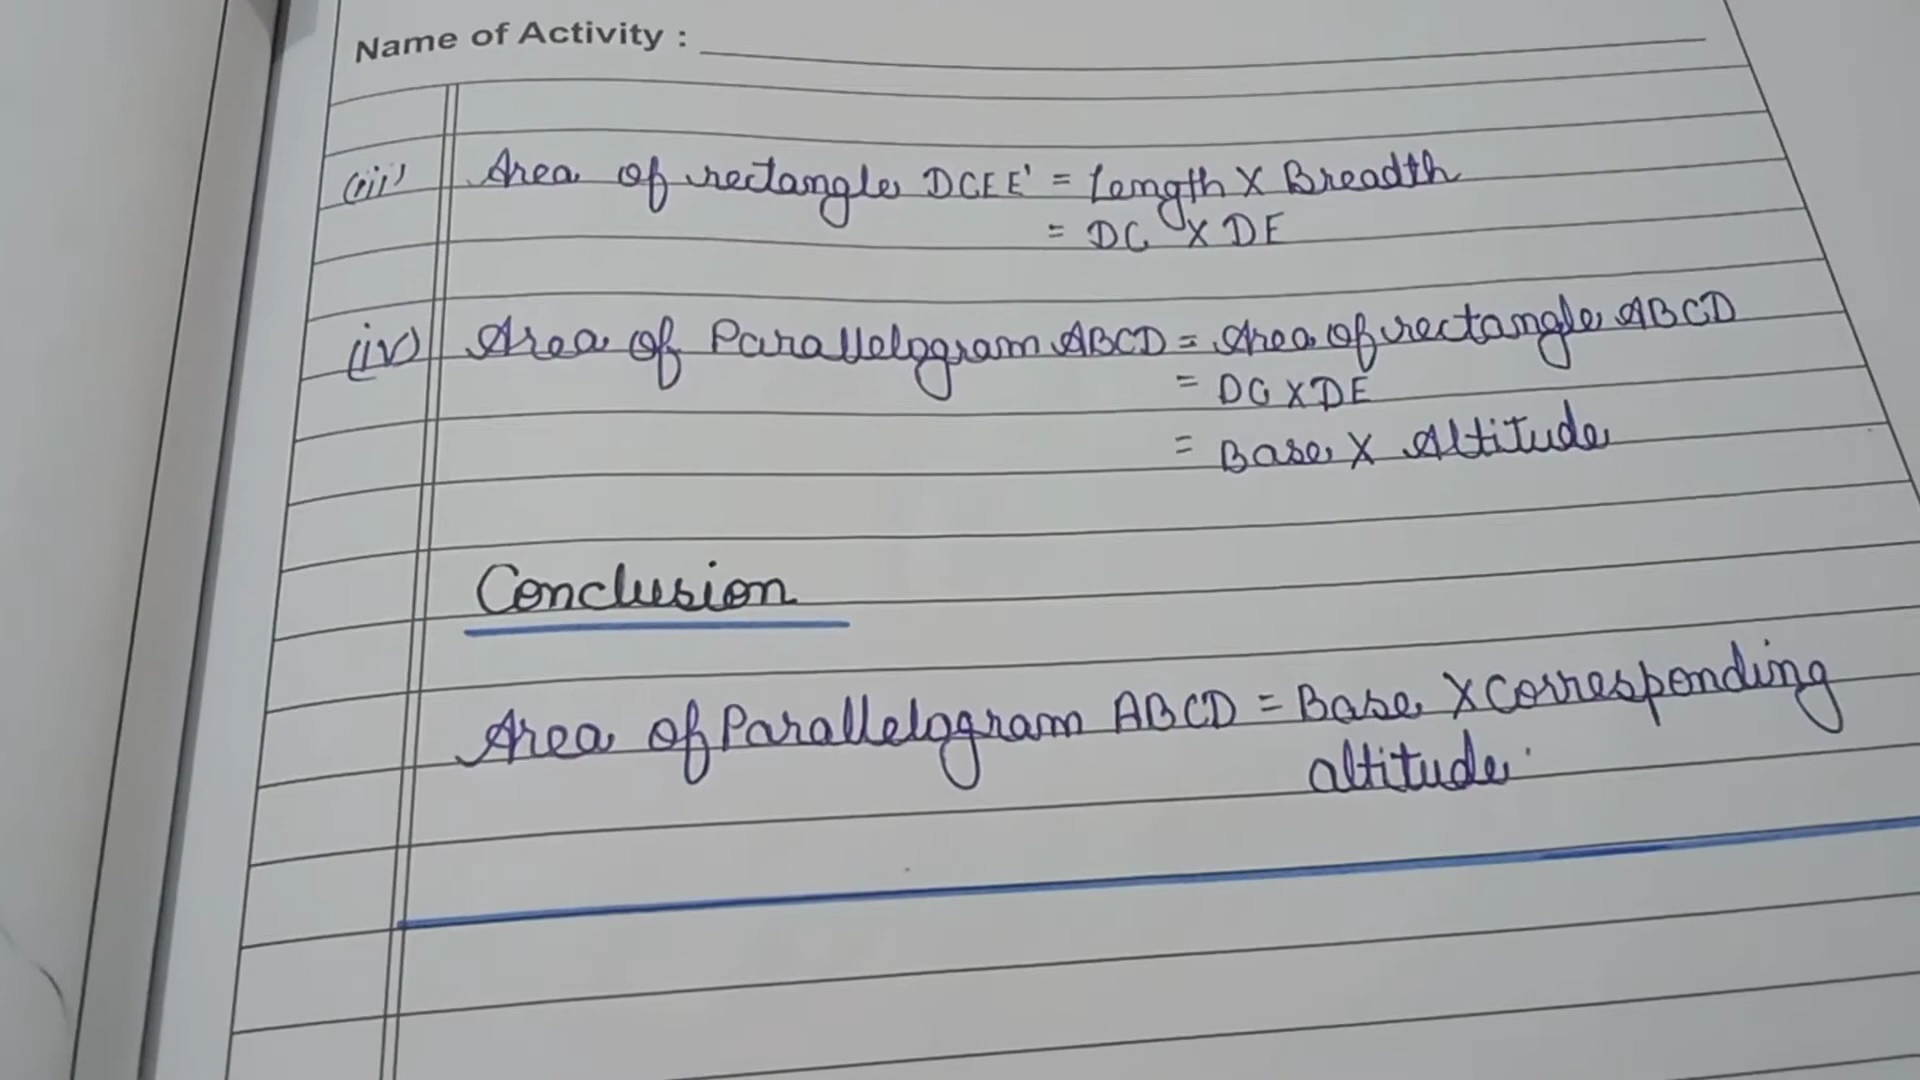 Name of Activity :
(iii) Area of rectangle DCEE' = Length X Breadth
= DC X DE
(iv) Area of Parallelogram ABCD = Area of rectangle ABCD
= DC X DE
= Base X Altitude
Conclusion
Area of Parallelogram ABCD = Base X Corresponding
altitude.